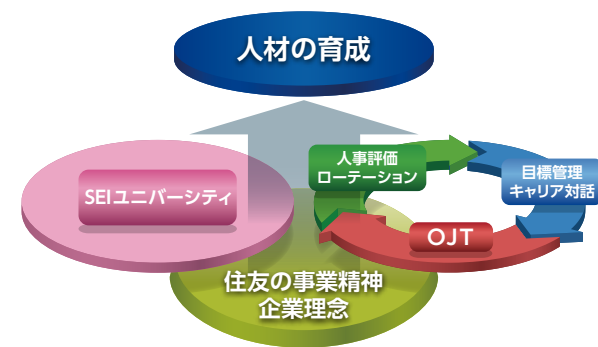 人材の育成
SEIユニバーシティ
人事評価
ローテーション
目標管理
キャリア対話
OJT
住友の事業精神
企業理念